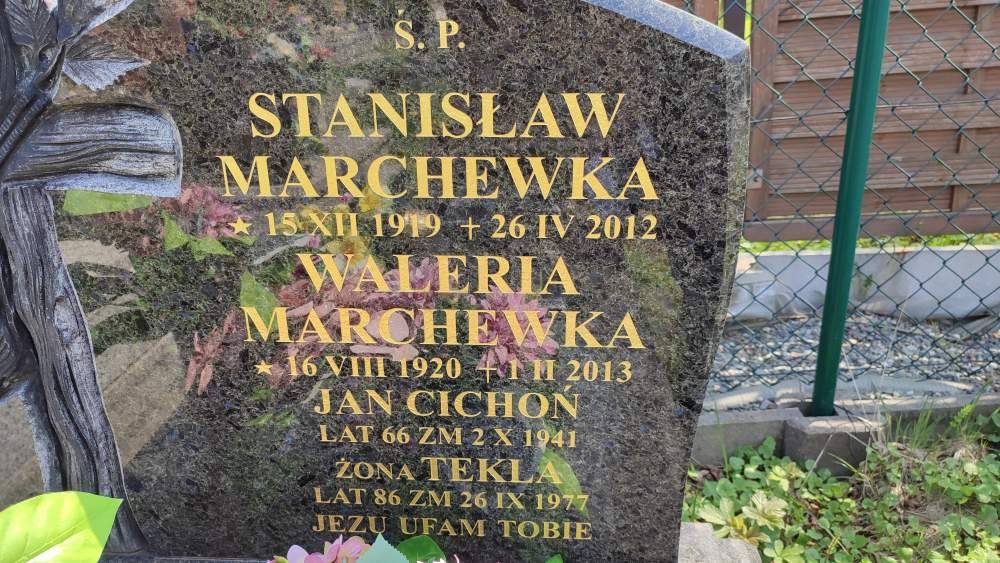 Ś. P.
STANISŁAW
MARCHEWKA
★ 15 XII 1919 + 26 IV 2012
WALERIA
MARCHEWKA
★ 16 VIII 1920 + 1 II 2013
JAN CICHOŃ
LAT 66 ZM 2 X 1941
ŻONA TEKLA
LAT 86 ZM 26 IX 1977
JEZU UFAM TOBIE